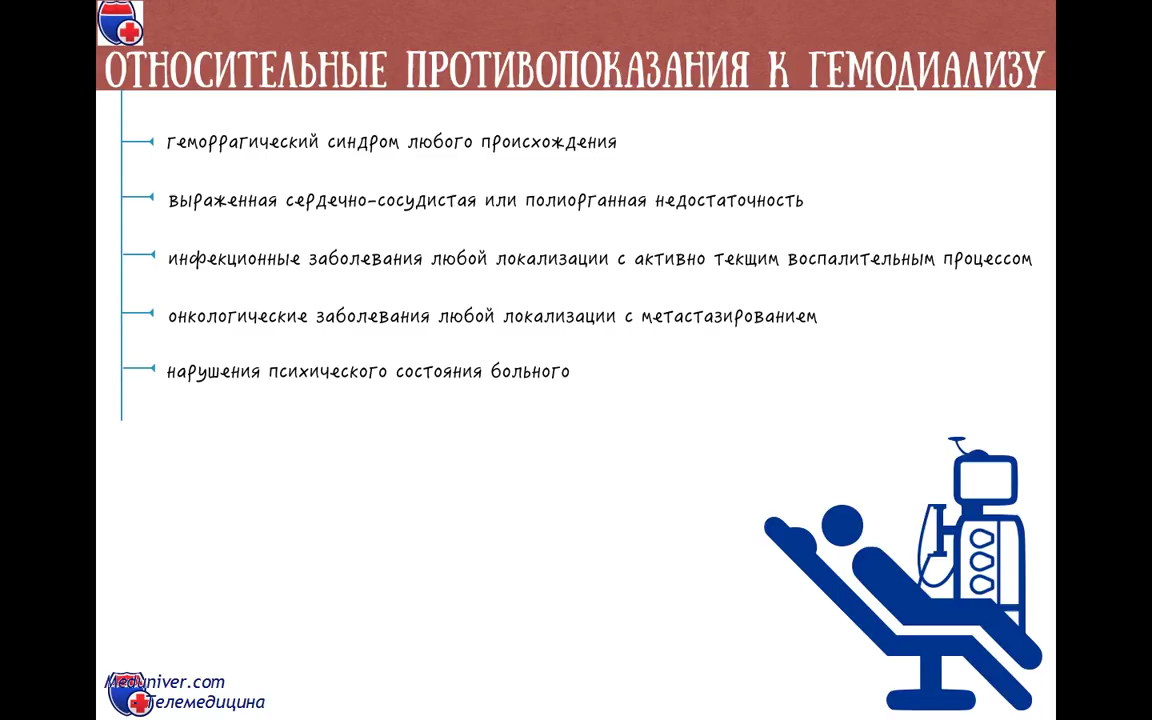 ОТНОСИТЕЛЬНЫЕ ПРОТИВОПОКАЗАНИЯ К ГЕМОДИАЛИЗУ
геморрагический синдром любого происхождения
выраженная сердечно-сосудистая или полиорганная недостаточность
инфекционные заболевания любой локализации с активно текщим воспалительным процессом
онкологические заболевания любой локализации с метастазированием
нарушения психического состояния больного
Meduniver.com
Телемедицина